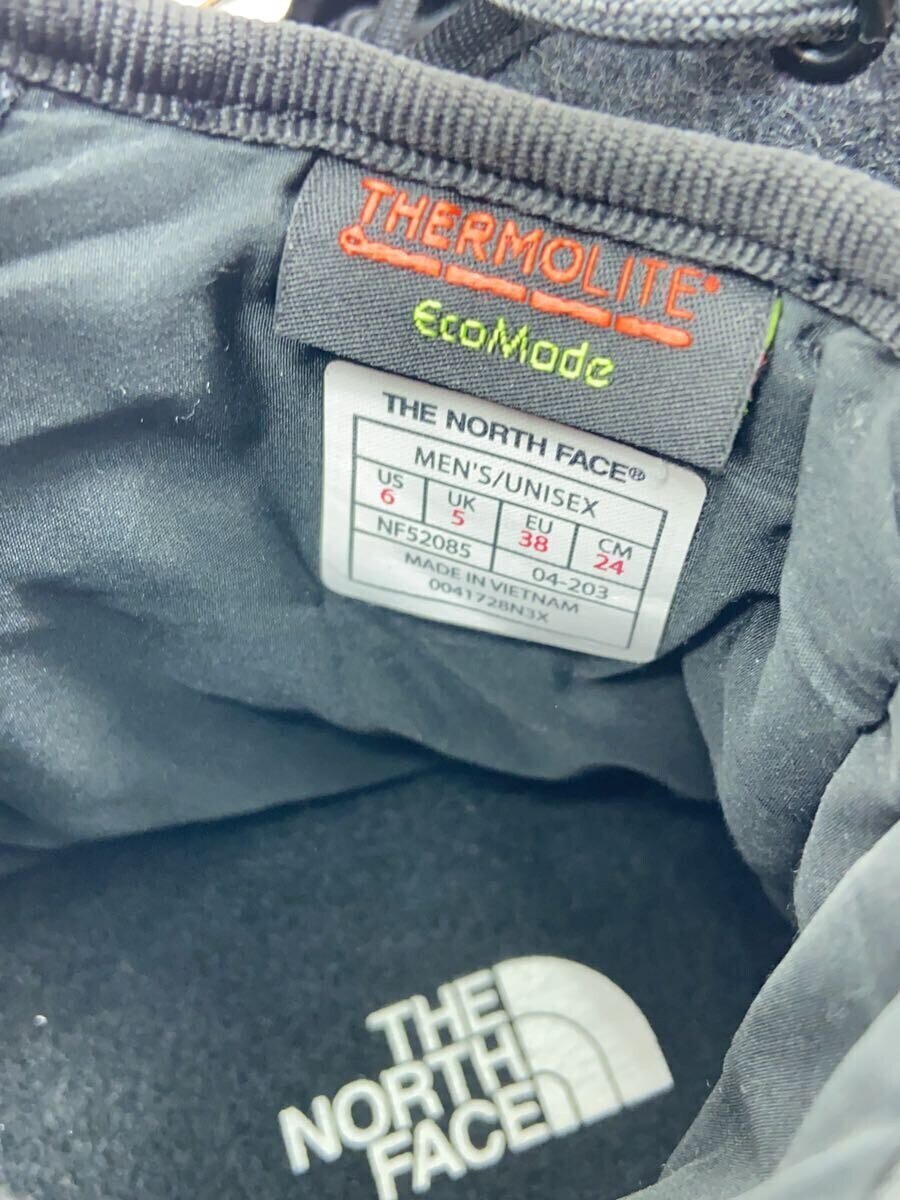 THERMOLITE®
EcoMade
THE NORTH FACE®
MEN'S/UNISEX
US UK EU CM
6 5 38 24
NF52085 04-203
MADE IN VIETNAM
0041728N3X
THE
NORTH
FACE